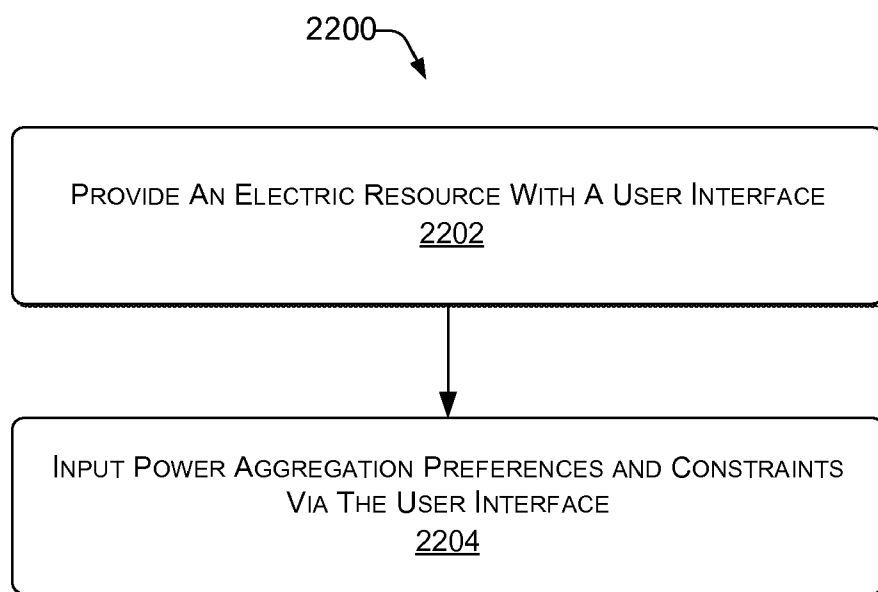 2200
PROVIDE AN ELECTRIC RESOURCE WITH A USER INTERFACE
2202
INPUT POWER AGGREGATION PREFERENCES AND CONSTRAINTS
VIA THE USER INTERFACE
2204